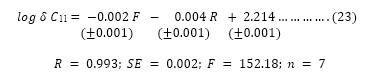 log δ C11 = −0.002 F − 0.004 R + 2.214 … … … … . (23)
(±0.001) (±0.001) (±0.001)
R = 0.993; SE = 0.002; F = 152.18; n = 7